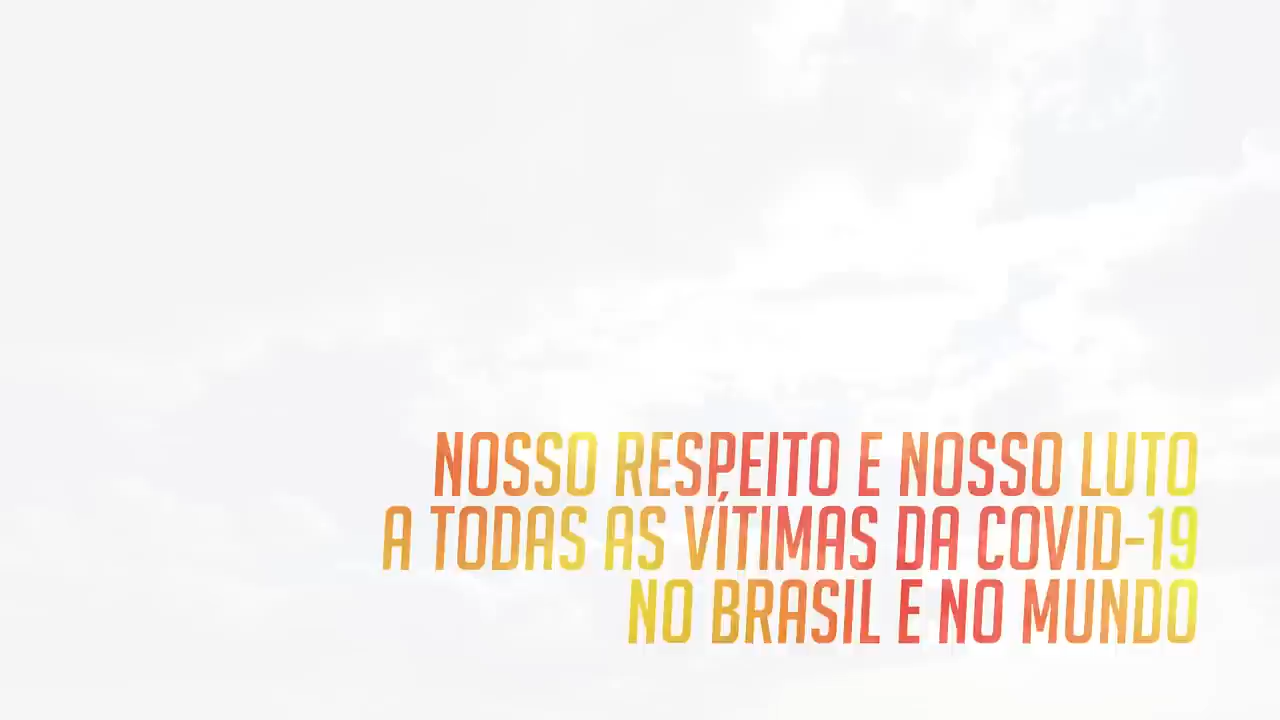 NOSSO RESPEITO E NOSSO LUTO
A TODAS AS VÍTIMAS DA COVID-19
NO BRASIL E NO MUNDO